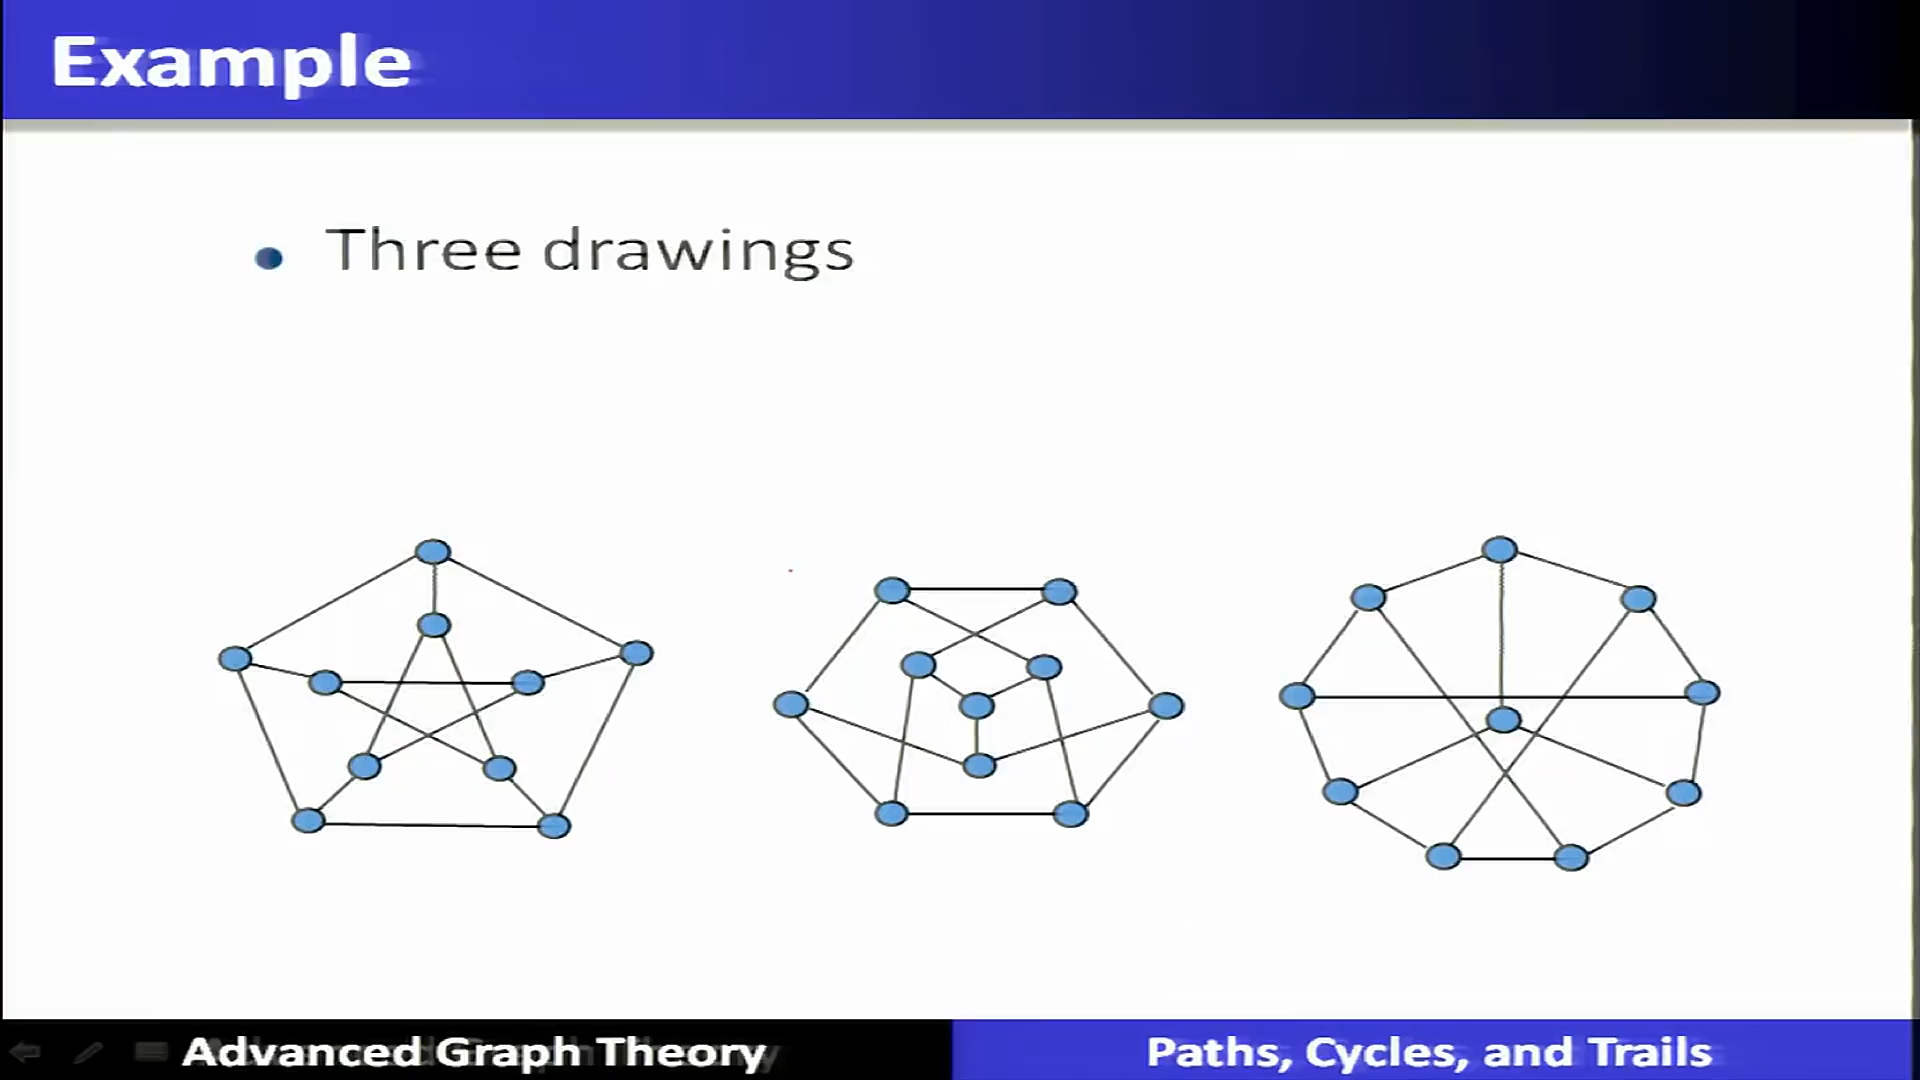 Example
Three drawings
Advanced Graph Theory
Paths, Cycles, and Trails